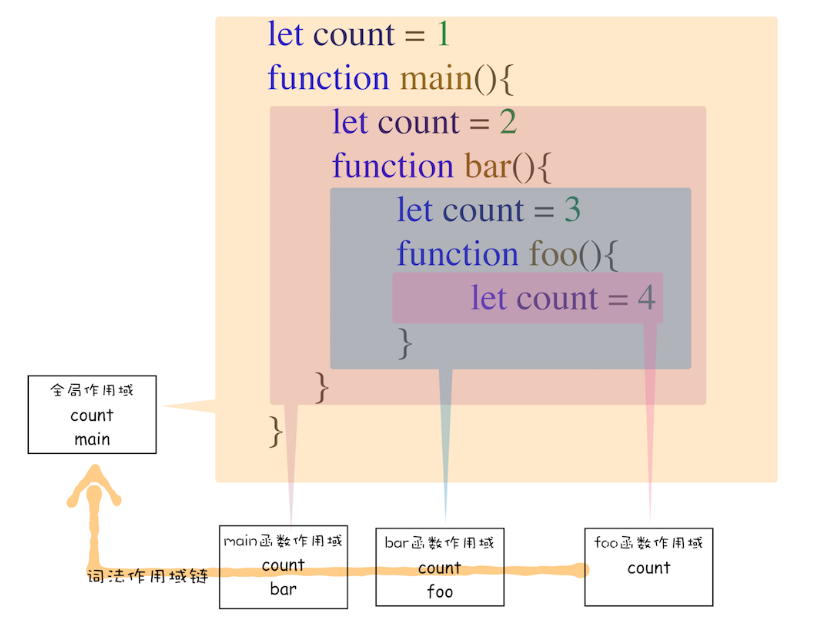 let count = 1
function main(){
let count = 2
function bar(){
let count = 3
function foo(){
let count = 4
}
}
}
全局作用域
count
main
main函数作用域
count
bar
bar函数作用域
count
foo
foo函数作用域
count
词法作用域链